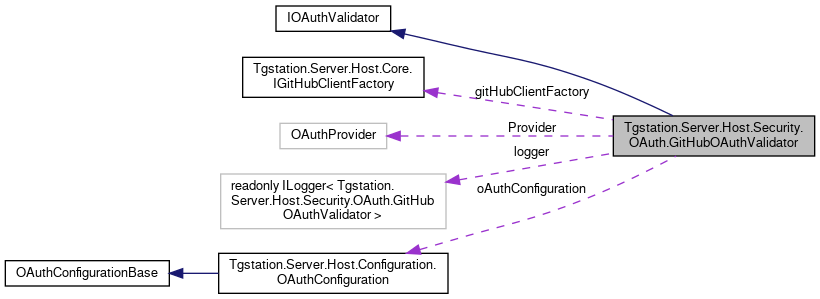 IOAuthValidator
Tgstation.Server.Host.Core.
IGitHubClientFactory
gitHubClientFactory
OAuthProvider
Provider
Tgstation.Server.Host.Security.
OAuth.GitHubOAuthValidator
logger
readonly ILogger< Tgstation.
Server.Host.Security.OAuth.GitHub
OAuthValidator >
oAuthConfiguration
OAuthConfigurationBase
Tgstation.Server.Host.Configuration.
OAuthConfiguration